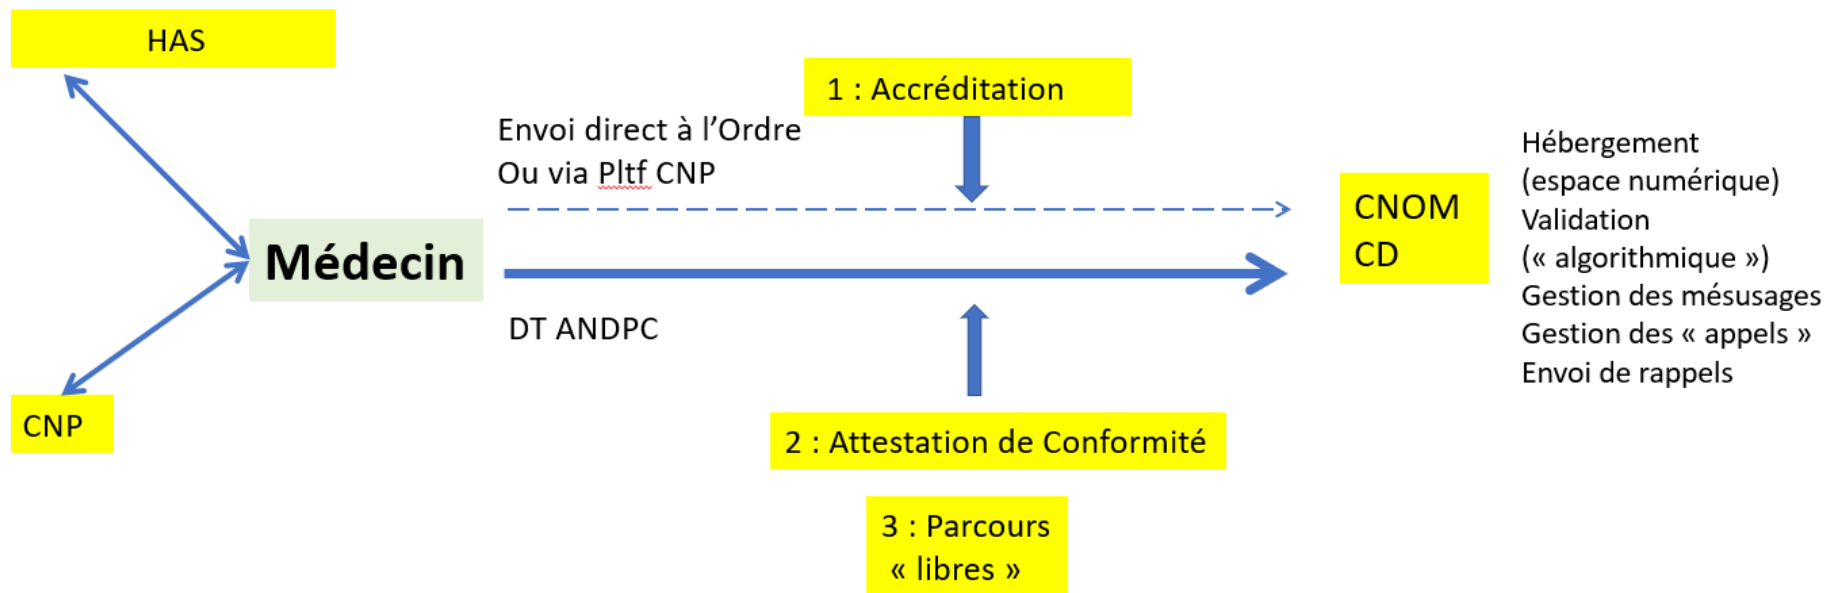 HAS
1 : Accréditation
Envoi direct à l’Ordre
Ou via Pltf CNP
Médecin
DT ANDPC
CNP
2 : Attestation de Conformité
3 : Parcours
« libres »
CNOM
CD
Hébergement
(espace numérique)
Validation
(« algorithmique »)
Gestion des mésusages
Gestion des « appels »
Envoi de rappels